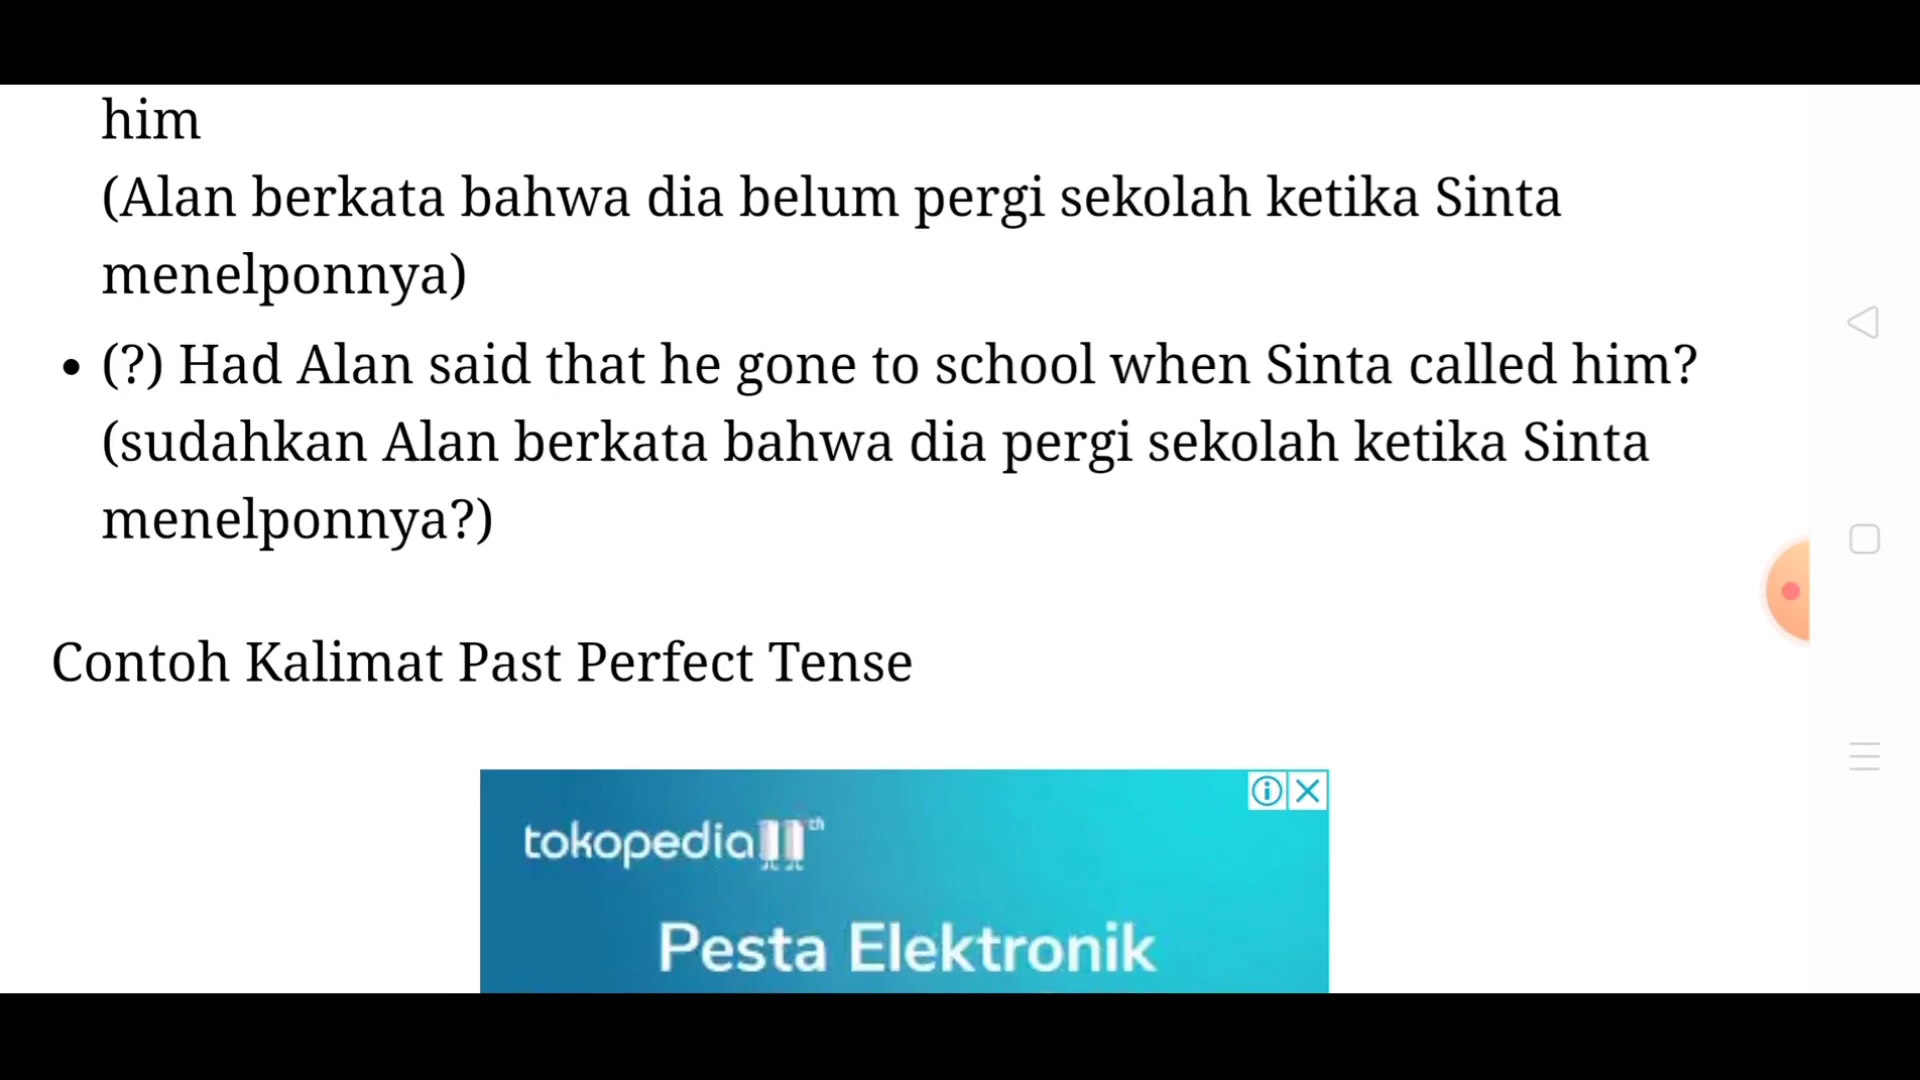 him
(Alan berkata bahwa dia belum pergi sekolah ketika Sinta
menelponnya)
• (?) Had Alan said that he gone to school when Sinta called him?
(sudahkan Alan berkata bahwa dia pergi sekolah ketika Sinta
menelponnya?)
Contoh Kalimat Past Perfect Tense
tokopedia 11th
Pesta Elektronik